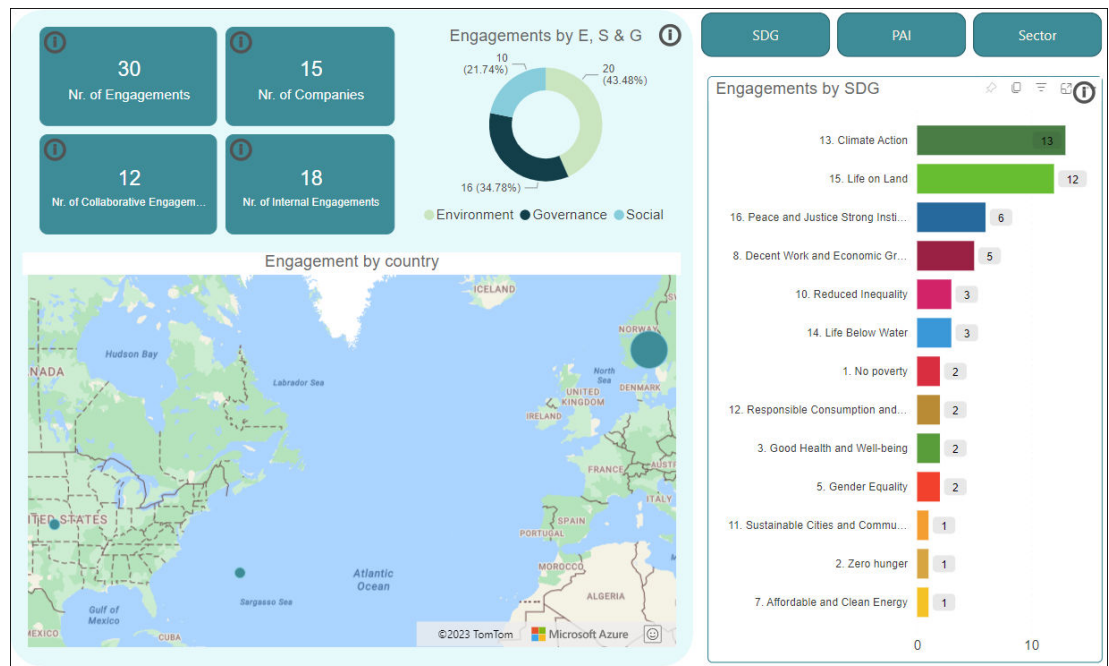 30
Nr. of Engagements
15
Nr. of Companies
12
Nr. of Collaborative Engagem...
18
Nr. of Internal Engagements
Engagements by E, S & G
10
(21.74%)
20
(43.48%)
16 (34.78%)
Environment Governance Social
Engagement by country
ICELAND
NORWAY
Hudson Bay
NADA
Labrador Sea
North
Sea
DENMARK
UNITED
KINGDOM
IRELAND
FRANCE
AUST
ITALY
ITED STATES
SPAIN
PORTUGAL
MOROCCO
Atlantic
Ocean
ALGERIA
Sargasso Sea
Gulf of
Mexico
MEXICO
CUBA
©2023 TomTom Microsoft Azure
SDG
PAI
Sector
Engagements by SDG
13. Climate Action 13
15. Life on Land 12
16. Peace and Justice Strong Insti... 6
8. Decent Work and Economic Gr... 5
10. Reduced Inequality 3
14. Life Below Water 3
1. No poverty 2
12. Responsible Consumption and... 2
3. Good Health and Well-being 2
5. Gender Equality 2
11. Sustainable Cities and Commu... 1
2. Zero hunger 1
7. Affordable and Clean Energy 1
0 10